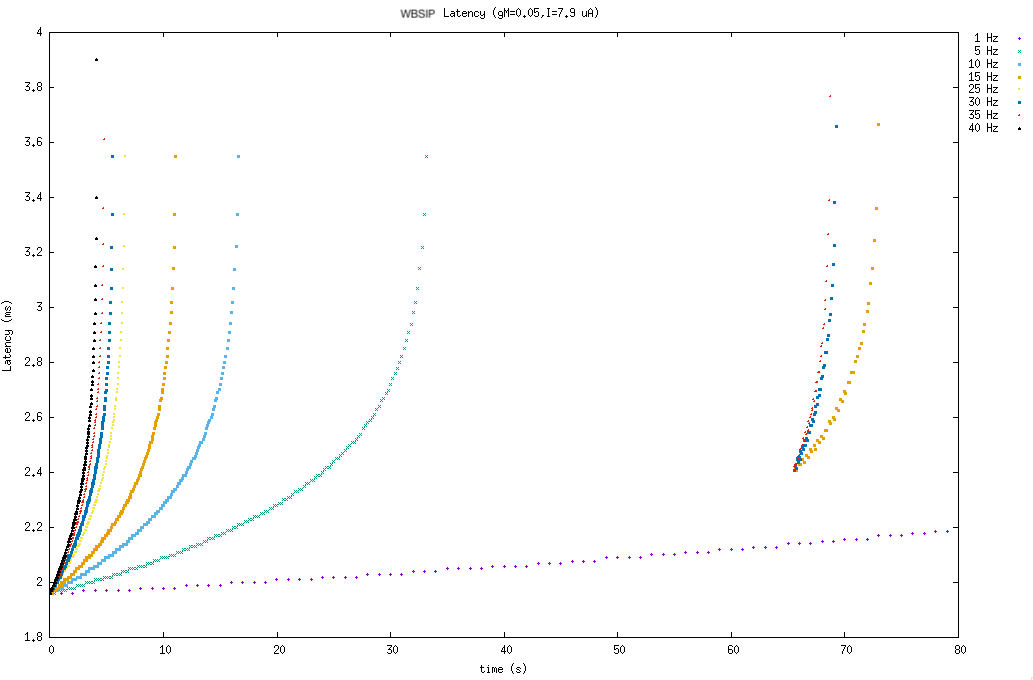 WBSIP Latency (gM=0.05,I=7.9 uA)
4
3.8
3.6
3.4
3.2
3
2.8
2.6
2.4
2.2
2
1.8
Latency (ms)
0 10 20 30 40 50 60 70 80
time (s)
1 Hz
5 Hz
10 Hz
15 Hz
25 Hz
30 Hz
35 Hz
40 Hz